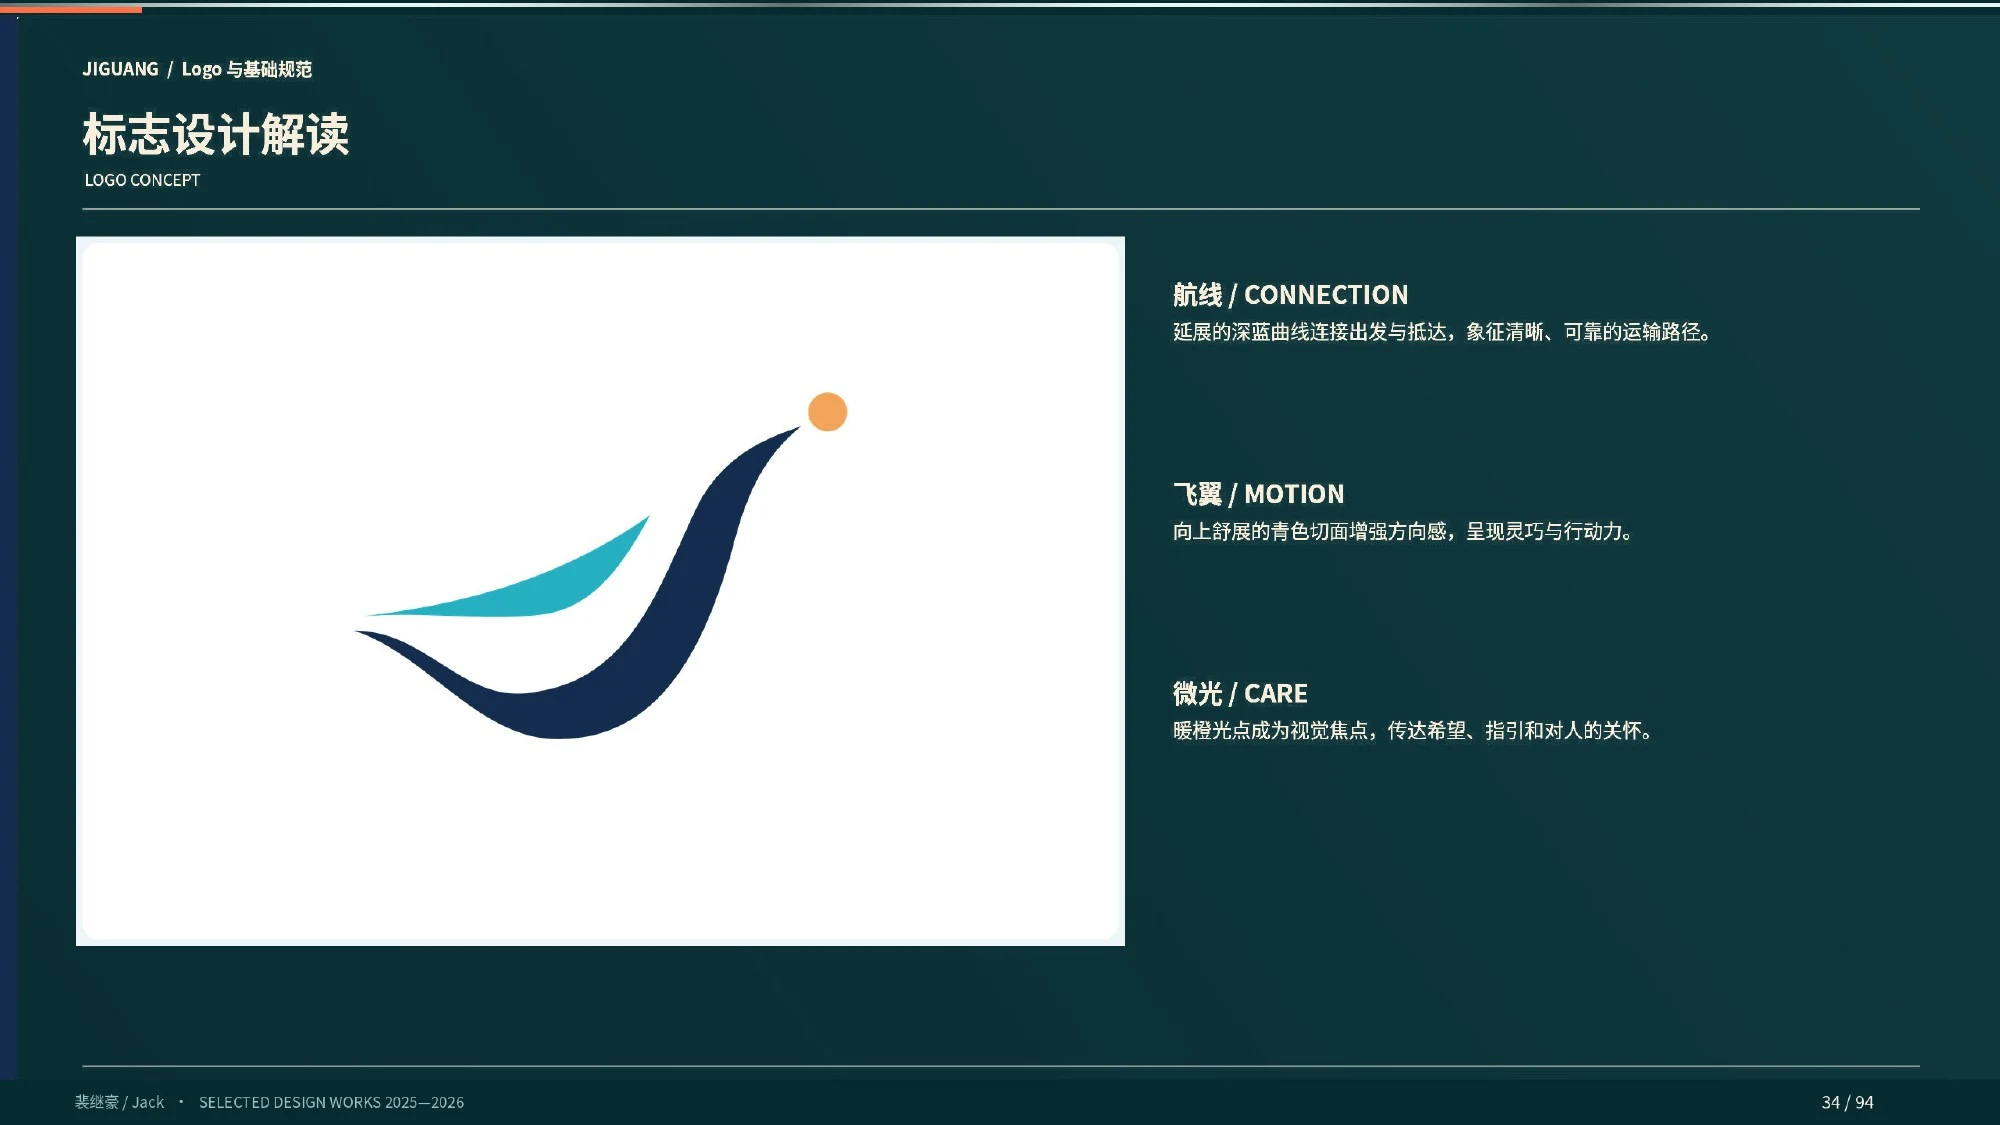 JIGUANG / Logo 与基础规范
标志设计解读
LOGO CONCEPT
航线 / CONNECTION
延展的深蓝曲线连接出发与抵达，象征清晰、可靠的运输路径。
飞翼 / MOTION
向上舒展的青色切面增强方向感，呈现灵巧与行动力。
微光 / CARE
暖橙光点成为视觉焦点，传达希望、指引和对人的关怀。
裴继豪 / Jack · SELECTED DESIGN WORKS 2025—2026
34 / 94